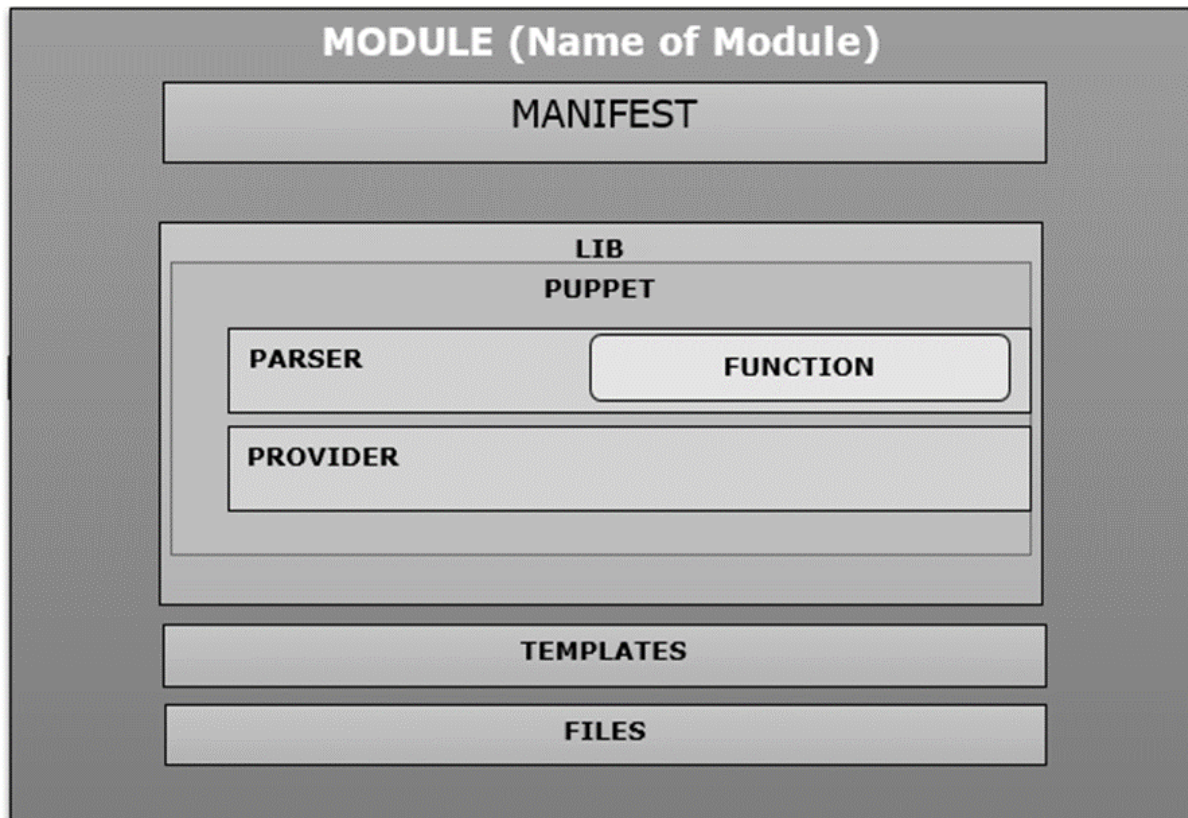 MODULE (Name of Module)
MANIFEST
LIB
PUPPET
PARSER
FUNCTION
PROVIDER
TEMPLATES
FILES